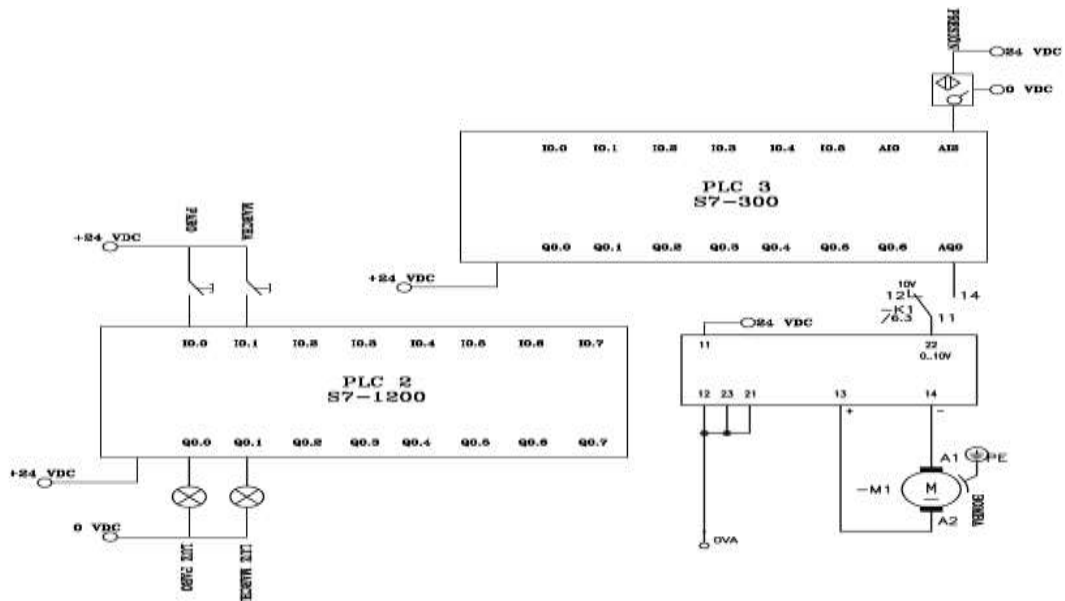 PRESIÓN
24 VDC
0 VDC
I0.0 I0.1 I0.2 I0.3 I0.4 I0.5 AI0 AI2
PLC 3
S7-300
Q0.0 Q0.1 Q0.2 Q0.3 Q0.4 Q0.5 Q0.6 AQ0
+24 VDC
PARO
MARCHA
+24 VDC
I0.0 I0.1 I0.2 I0.3 I0.4 I0.5 I0.6 I0.7
PLC 2
S7-1200
Q0.0 Q0.1 Q0.2 Q0.3 Q0.4 Q0.5 Q0.6 Q0.7
+24 VDC
0 VDC
LUZ PARO
LUZ MARCHA
10V
12
14
-K1
/6.3
11
24 VDC
11
22
0..10V
12 23 21 13 14
+
-
A1
PE
-M1
M
BOMBA
A2
0VA